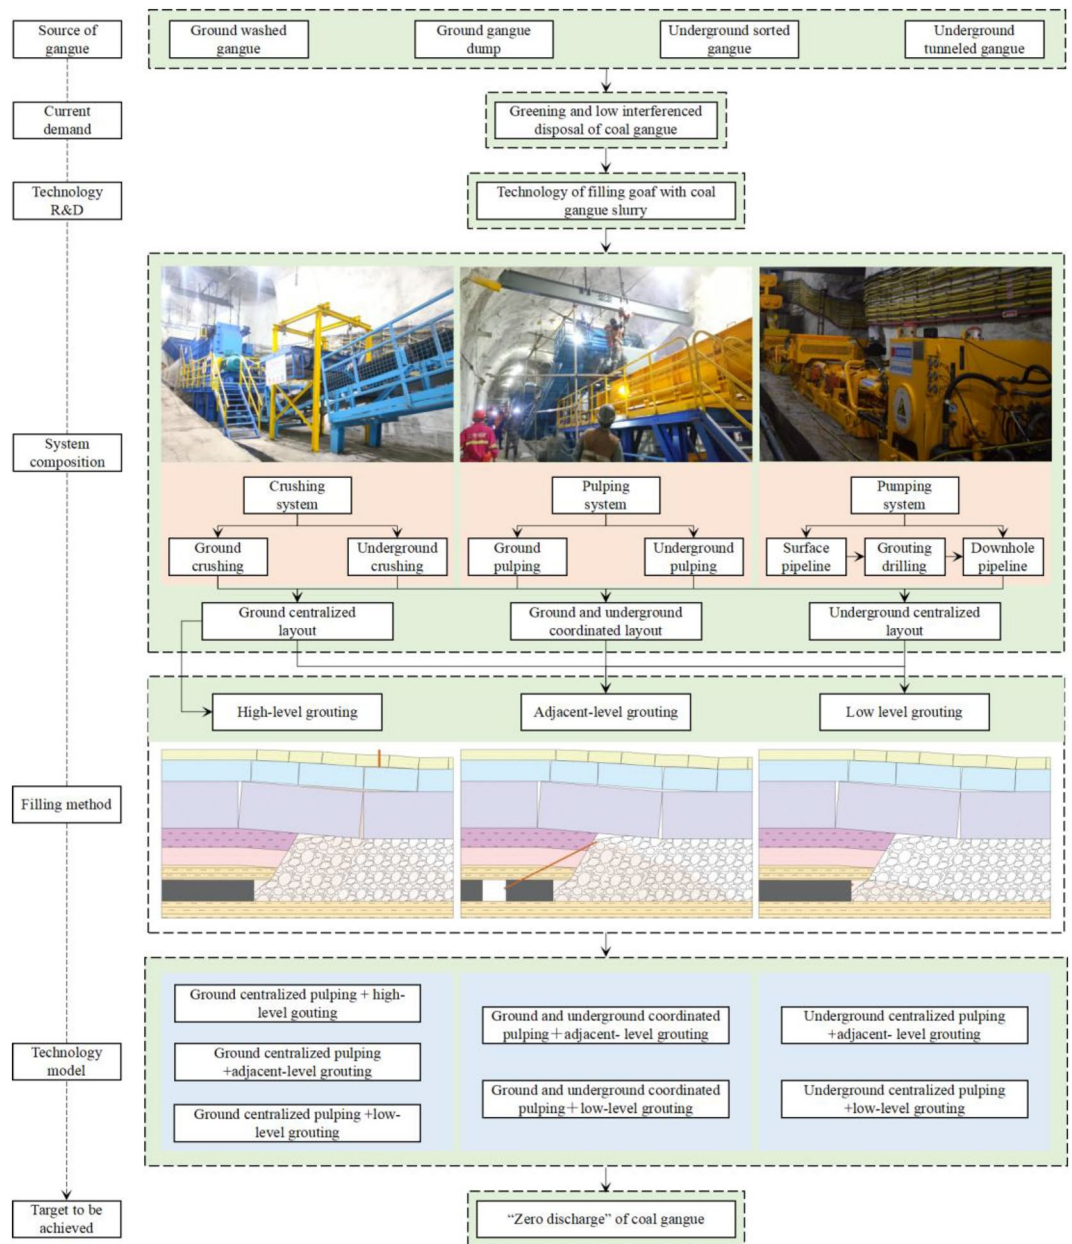 Source of
gangue
Ground washed
gangue
Ground gangue
dump
Underground sorted
gangue
Underground
tunneled gangue
Current
demand
Greening and low interferenced
disposal of coal gangue
Technology
R&D
Technology of filling goaf with coal
gangue slurry
System
composition
Crushing
system
Pulping
system
Pumping
system
Ground
crushing
Underground
crushing
Ground
pulping
Underground
pulping
Surface
pipeline
Grouting
drilling
Downhole
pipeline
Ground centralized
layout
Ground and underground
coordinated layout
Underground centralized
layout
High-level grouting
Adjacent-level grouting
Low level grouting
Filling method
Technology
model
Ground centralized pulping + high-
level gouting
Ground centralized pulping
+adjacent-level grouting
Ground centralized pulping +low-
level grouting
Ground and underground coordinated
pulping＋adjacent- level grouting
Ground and underground coordinated
pulping＋low-level grouting
Underground centralized pulping
+adjacent- level grouting
Underground centralized pulping
+low-level grouting
Target to be
achieved
“Zero discharge” of coal gangue